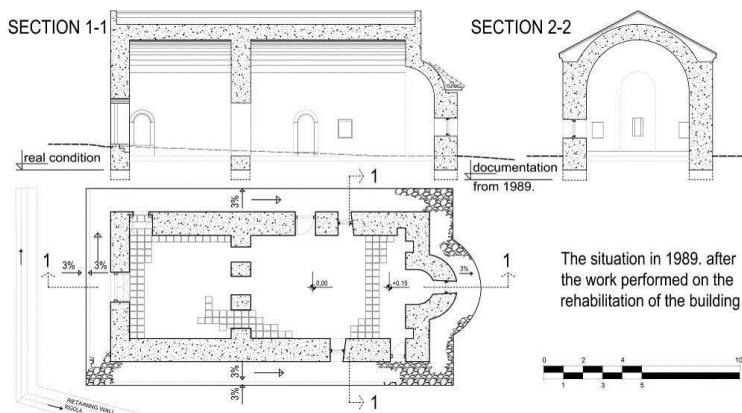 SECTION 1-1
SECTION 2-2
real condition
documentation
from 1989.
1
3%
1
3%
3%
3%
1
The situation in 1989. after
the work performed on the
rehabilitation of the building
0,00
+0.15
0 2 4 10
1 3 5
3%
3%
1
RETAINING WALL
RIGOLA